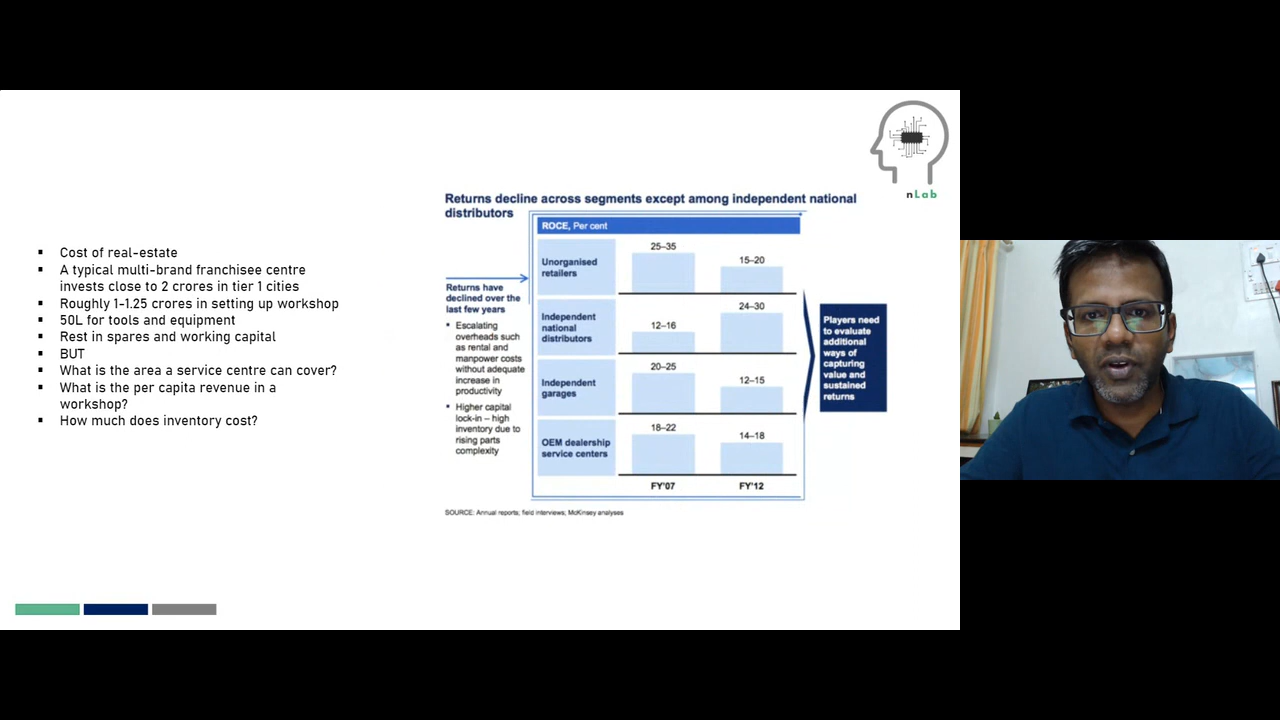 nLab
▪ Cost of real-estate
▪ A typical multi-brand franchisee centre
invests close to 2 crores in tier 1 cities
▪ Roughly 1-1.25 crores in setting up workshop
▪ 50L for tools and equipment
▪ Rest in spares and working capital
▪ BUT
▪ What is the area a service centre can cover?
▪ What is the per capita revenue in a
workshop?
▪ How much does inventory cost?
Returns decline across segments except among independent national
distributors
Returns have
declined over the
last few years
• Escalating
overheads such
as rental and
manpower costs
without adequate
increase in
productivity
• Higher capital
lock-in – high
inventory due to
rising parts
complexity
ROCE, Per cent
Unorganised
retailers
25–35
15–20
Independent
national
distributors
12–16
24–30
Independent
garages
20–25
12–15
OEM dealership
service centers
18–22
14–18
FY'07
FY'12
Players need
to evaluate
additional
ways of
capturing
value and
sustained
returns
SOURCE: Annual reports; field interviews; McKinsey analyses